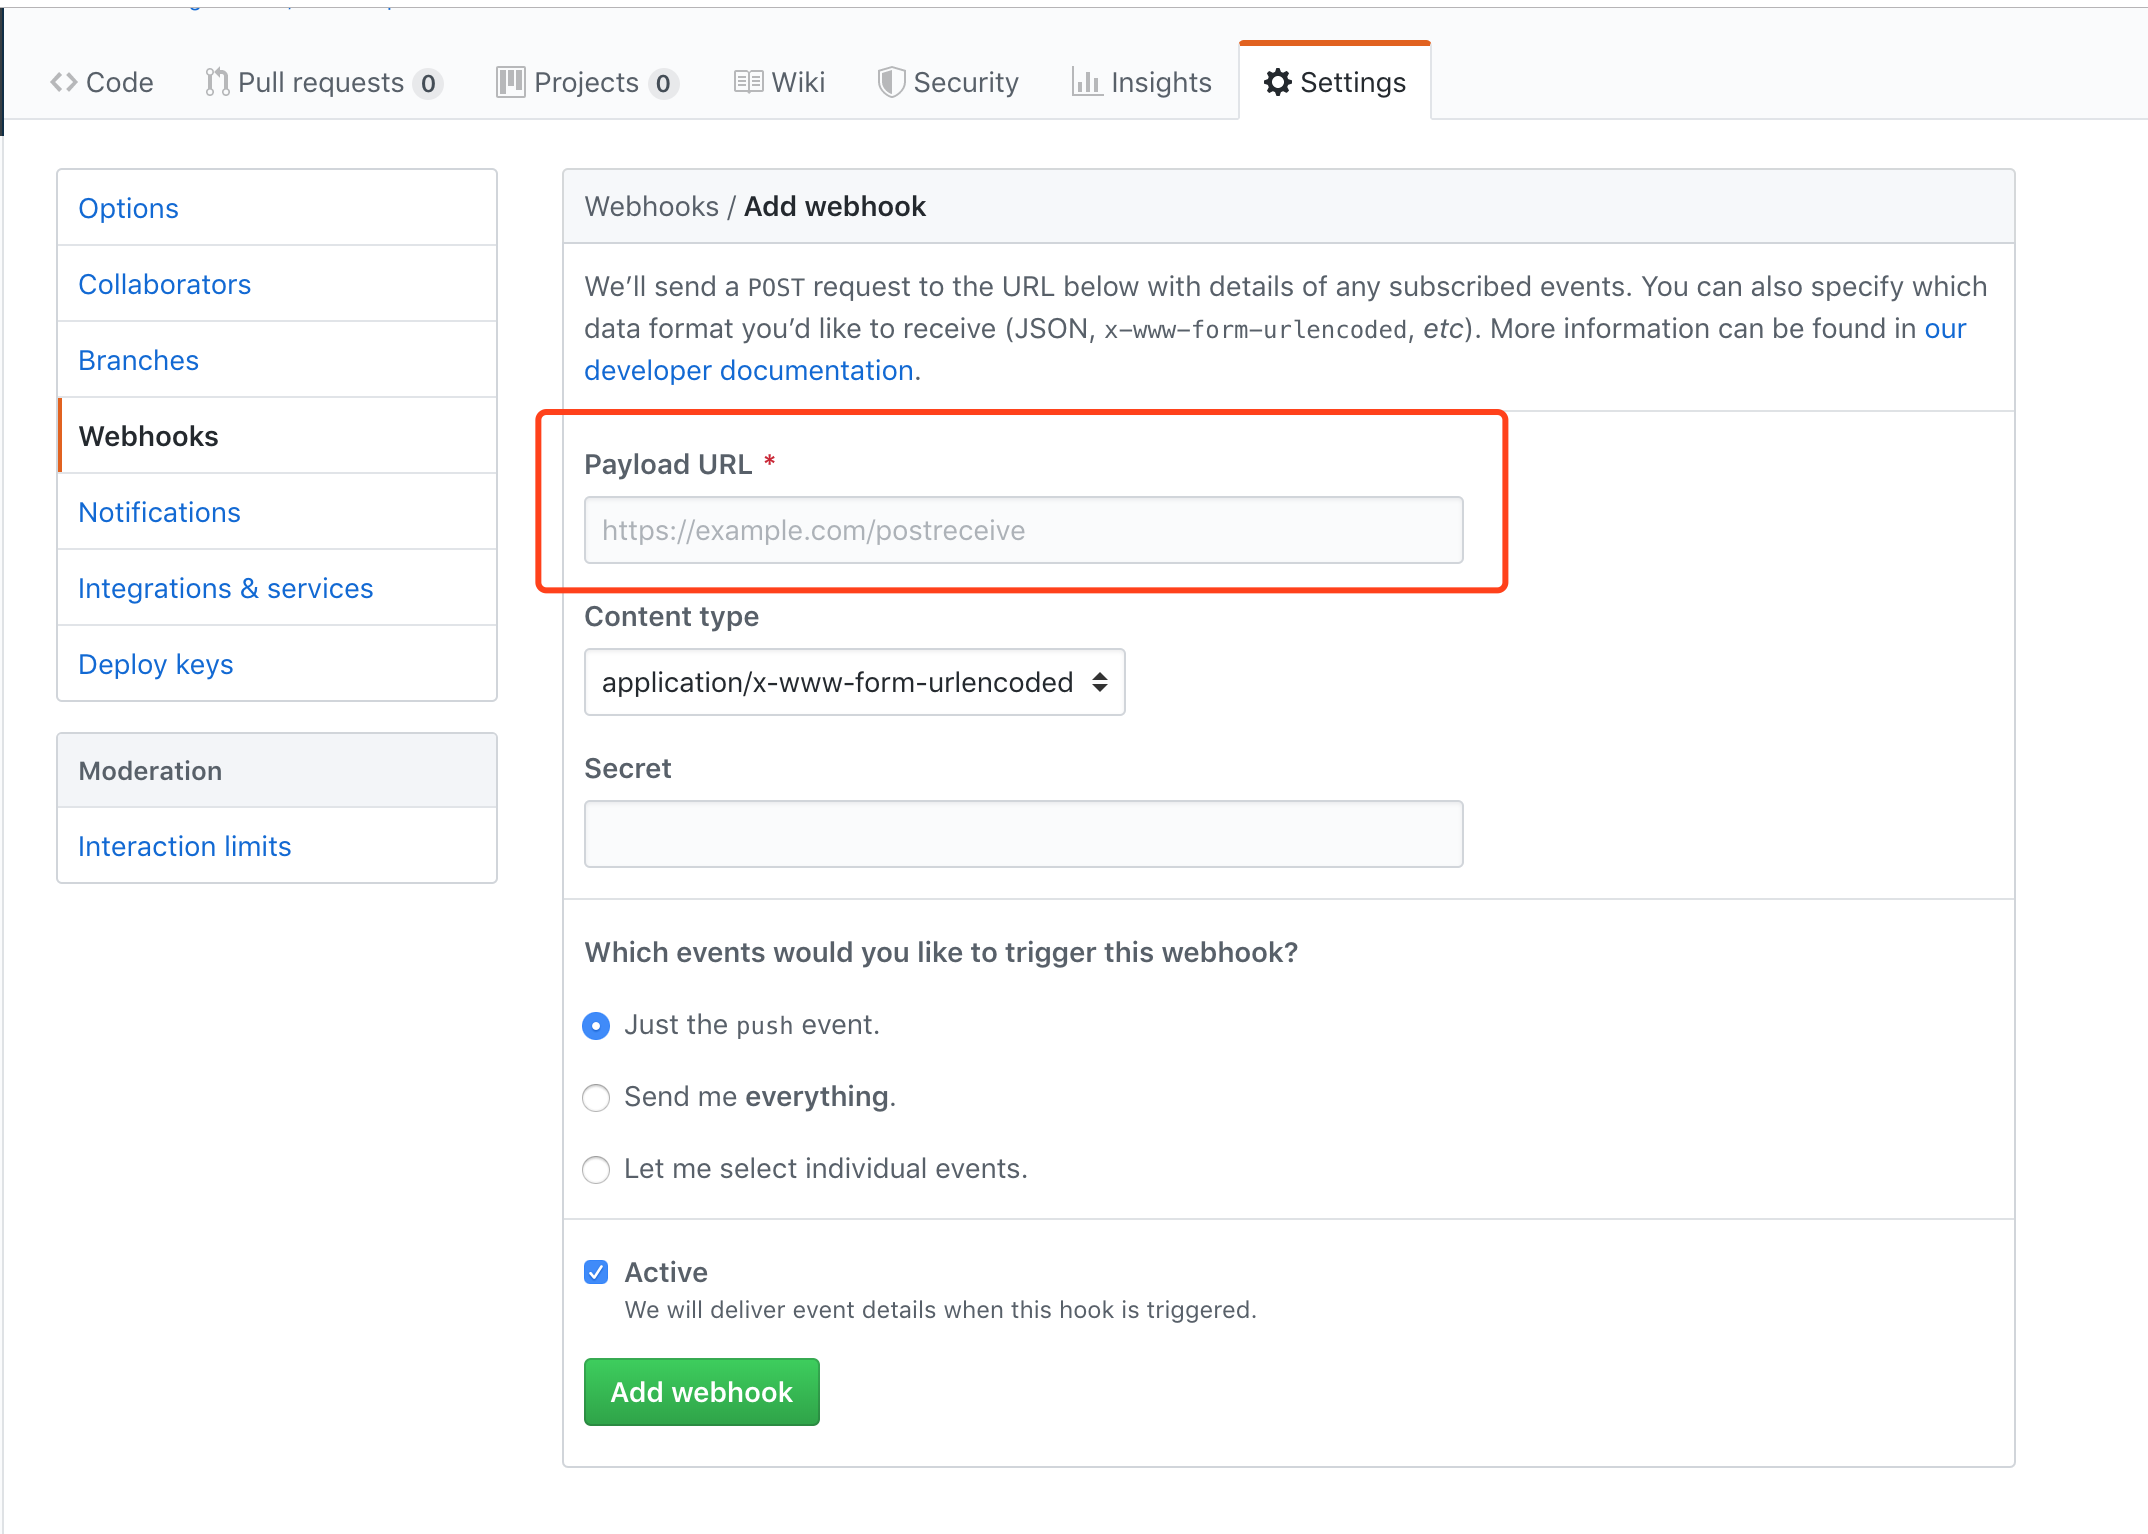 Code Pull requests 0 Projects 0 Wiki Security Insights Settings
Options
Collaborators
Branches
Webhooks
Notifications
Integrations & services
Deploy keys
Moderation
Interaction limits
Webhooks / Add webhook
We’ll send a POST request to the URL below with details of any subscribed events. You can also specify which
data format you’d like to receive (JSON, x-www-form-urlencoded, etc). More information can be found in our
developer documentation.
Payload URL *
https://example.com/postreceive
Content type
application/x-www-form-urlencoded
Secret
Which events would you like to trigger this webhook?
Just the push event.
Send me everything.
Let me select individual events.
Active
We will deliver event details when this hook is triggered.
Add webhook